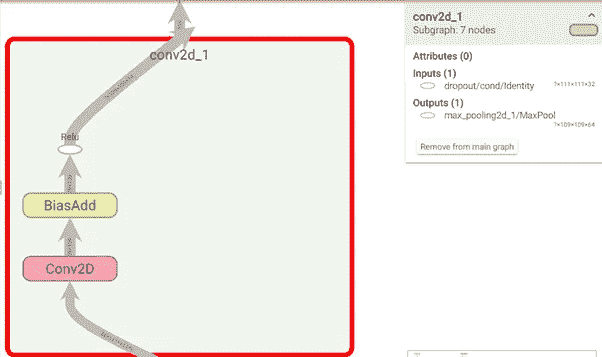 conv2d_1
Relu
BiasAdd
Conv2D
conv2d_1
Subgraph: 7 nodes
Attributes (0)
Inputs (1)
dropout/cond/Identity ?×111×111×32
Outputs (1)
max_pooling2d_1/MaxPool
?×109×109×64
Remove from main graph